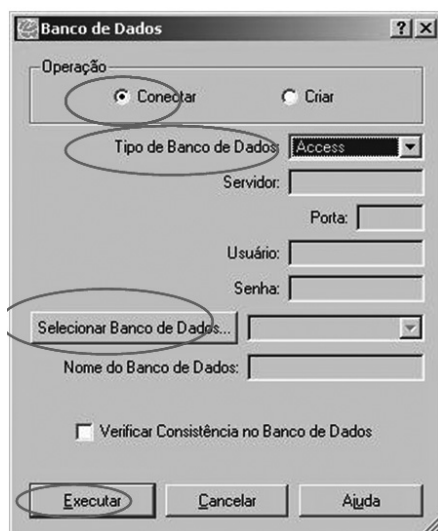 Banco de Dados
Operação
Conectar Criar
Tipo de Banco de Dados: Access
Servidor:
Porta:
Usuário:
Senha:
Selecionar Banco de Dados...
Nome do Banco de Dados:
Verificar Consistência no Banco de Dados
Executar Cancelar Ajuda